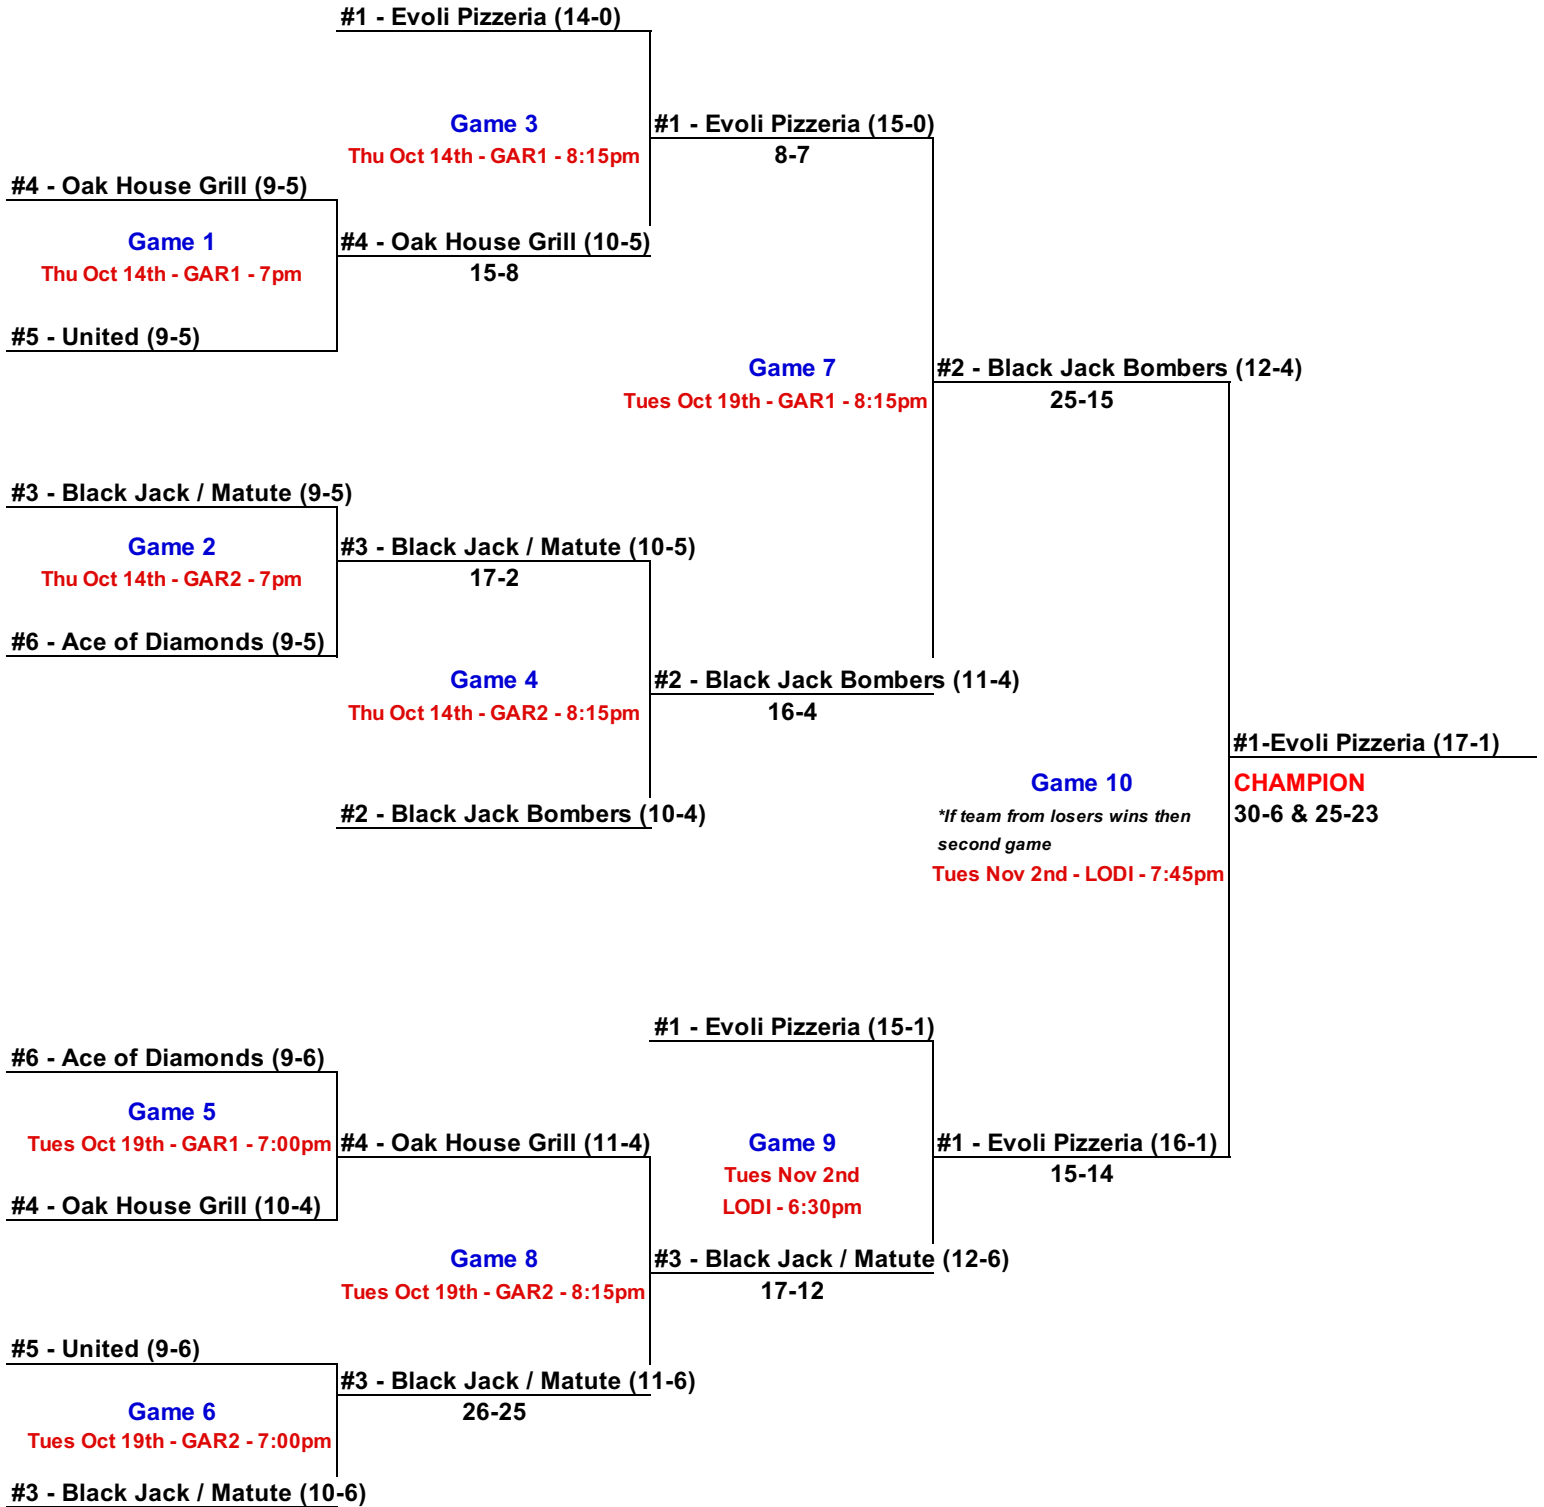 #1 - Evoli Pizzeria (14-0)
Game 3
Thu Oct 14th - GAR1 - 8:15pm
#1 - Evoli Pizzeria (15-0)
8-7
#4 - Oak House Grill (9-5)
Game 1
Thu Oct 14th - GAR1 - 7pm
#4 - Oak House Grill (10-5)
15-8
#5 - United (9-5)
Game 7
Tues Oct 19th - GAR1 - 8:15pm
#2 - Black Jack Bombers (12-4)
25-15
#3 - Black Jack / Matute (9-5)
Game 2
Thu Oct 14th - GAR2 - 7pm
#3 - Black Jack / Matute (10-5)
17-2
#6 - Ace of Diamonds (9-5)
Game 4
Thu Oct 14th - GAR2 - 8:15pm
#2 - Black Jack Bombers (11-4)
16-4
#2 - Black Jack Bombers (10-4)
#1-Evoli Pizzeria (17-1)
CHAMPION
30-6 & 25-23
Game 10
*If team from losers wins then
second game
Tues Nov 2nd - LODI - 7:45pm
#1 - Evoli Pizzeria (15-1)
#6 - Ace of Diamonds (9-6)
Game 5
Tues Oct 19th - GAR1 - 7:00pm
#4 - Oak House Grill (11-4)
#4 - Oak House Grill (10-4)
Game 9
Tues Nov 2nd
LODI - 6:30pm
#1 - Evoli Pizzeria (16-1)
15-14
Game 8
Tues Oct 19th - GAR2 - 8:15pm
#3 - Black Jack / Matute (12-6)
17-12
#5 - United (9-6)
Game 6
Tues Oct 19th - GAR2 - 7:00pm
#3 - Black Jack / Matute (11-6)
26-25
#3 - Black Jack / Matute (10-6)